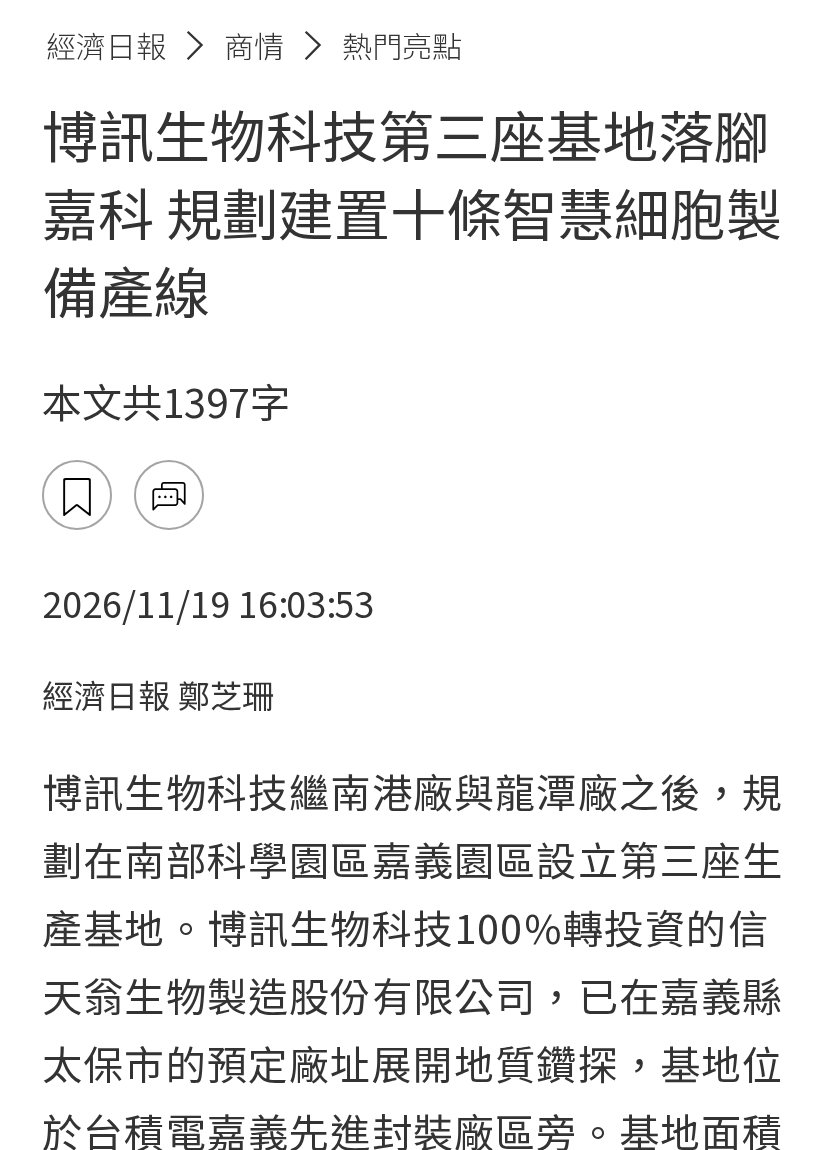 經濟日報 > 商情 > 熱門亮點
博訊生物科技第三座基地落腳
嘉科 規劃建置十條智慧細胞製
備產線
本文共1397字
2026/11/19 16:03:53
經濟日報 鄭芝珊
博訊生物科技繼南港廠與龍潭廠之後，規
劃在南部科學園區嘉義園區設立第三座生
產基地。博訊生物科技100%轉投資的信
天翁生物製造股份有限公司，已在嘉義縣
太保市的預定廠址展開地質鑽探，基地位
於台積電嘉義先進封裝廠區旁。基地面積